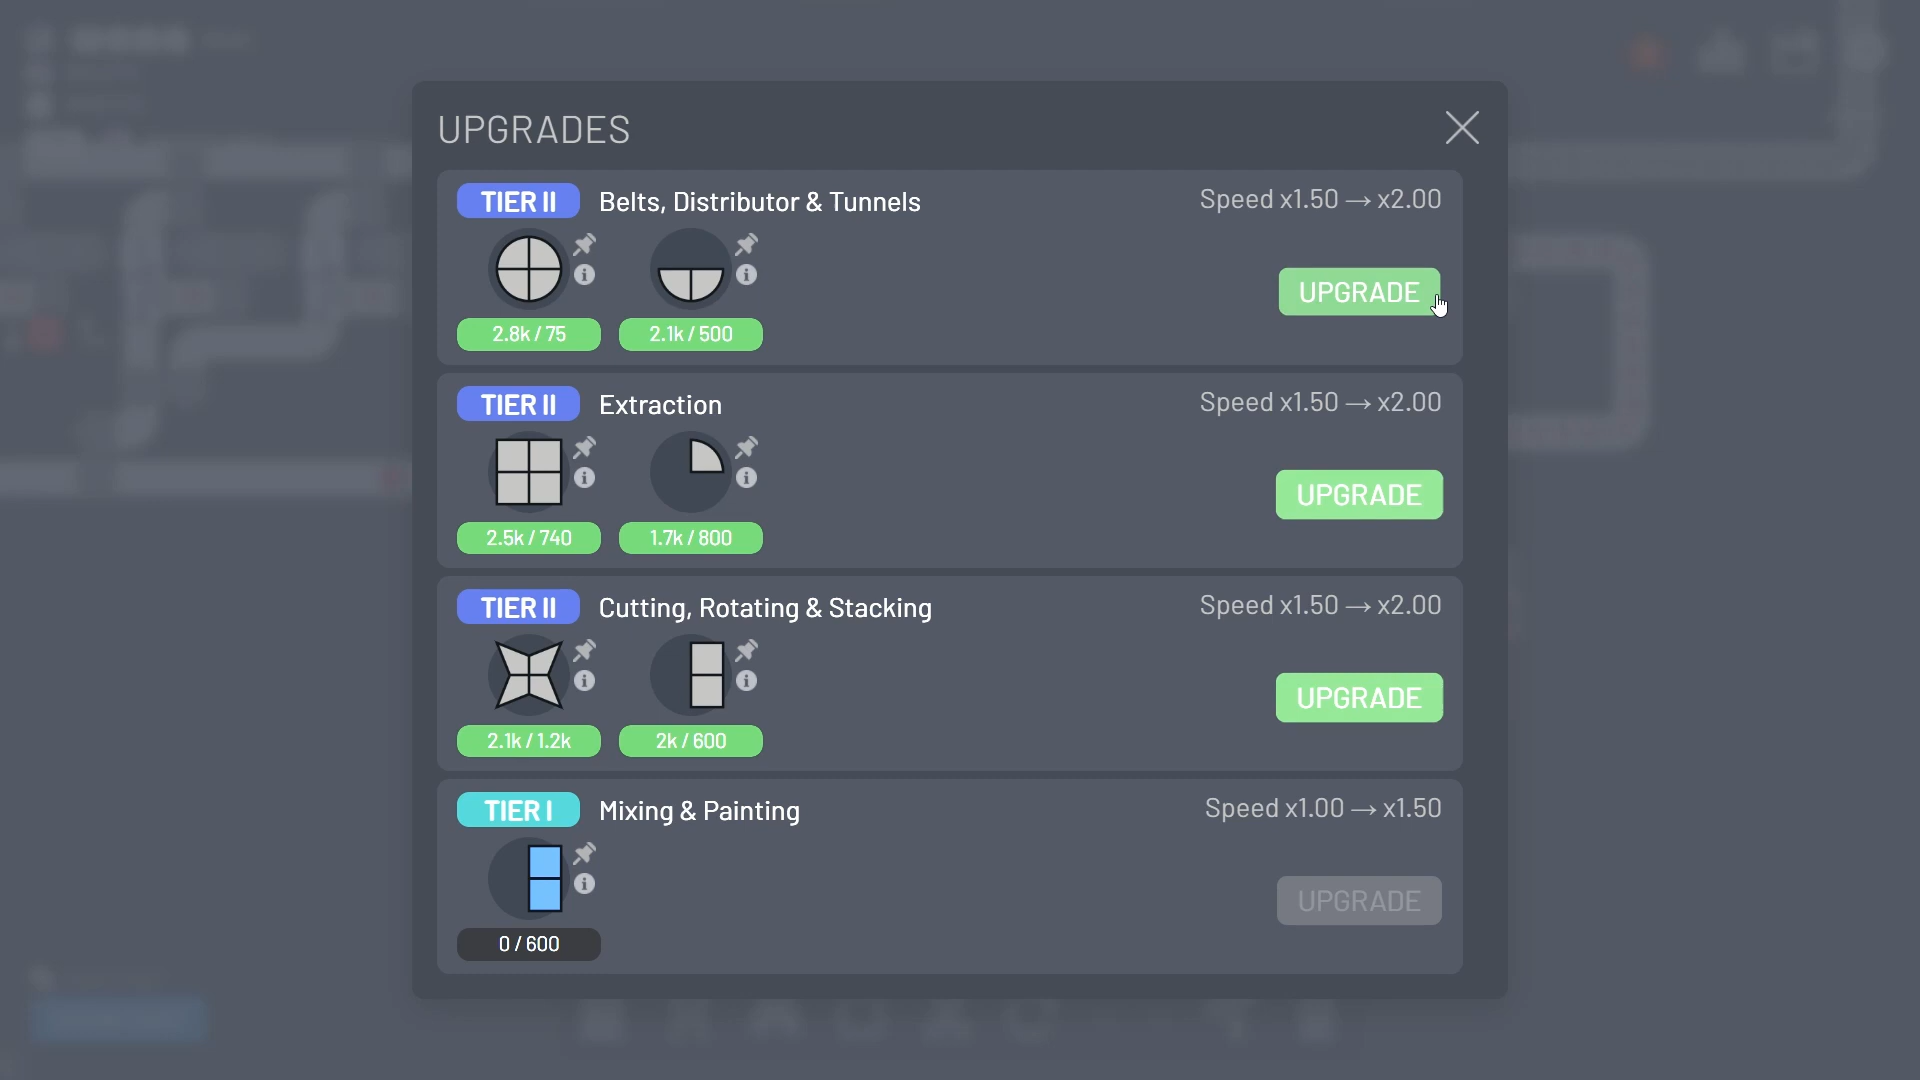 UPGRADES
TIER II Belts, Distributor & Tunnels Speed x1.50 → x2.00
2.8k / 75 2.1k / 500
UPGRADE
TIER II Extraction Speed x1.50 → x2.00
2.5k / 740 1.7k / 800
UPGRADE
TIER II Cutting, Rotating & Stacking Speed x1.50 → x2.00
2.1k / 1.2k 2k / 600
UPGRADE
TIER I Mixing & Painting Speed x1.00 → x1.50
UPGRADE
0 / 600